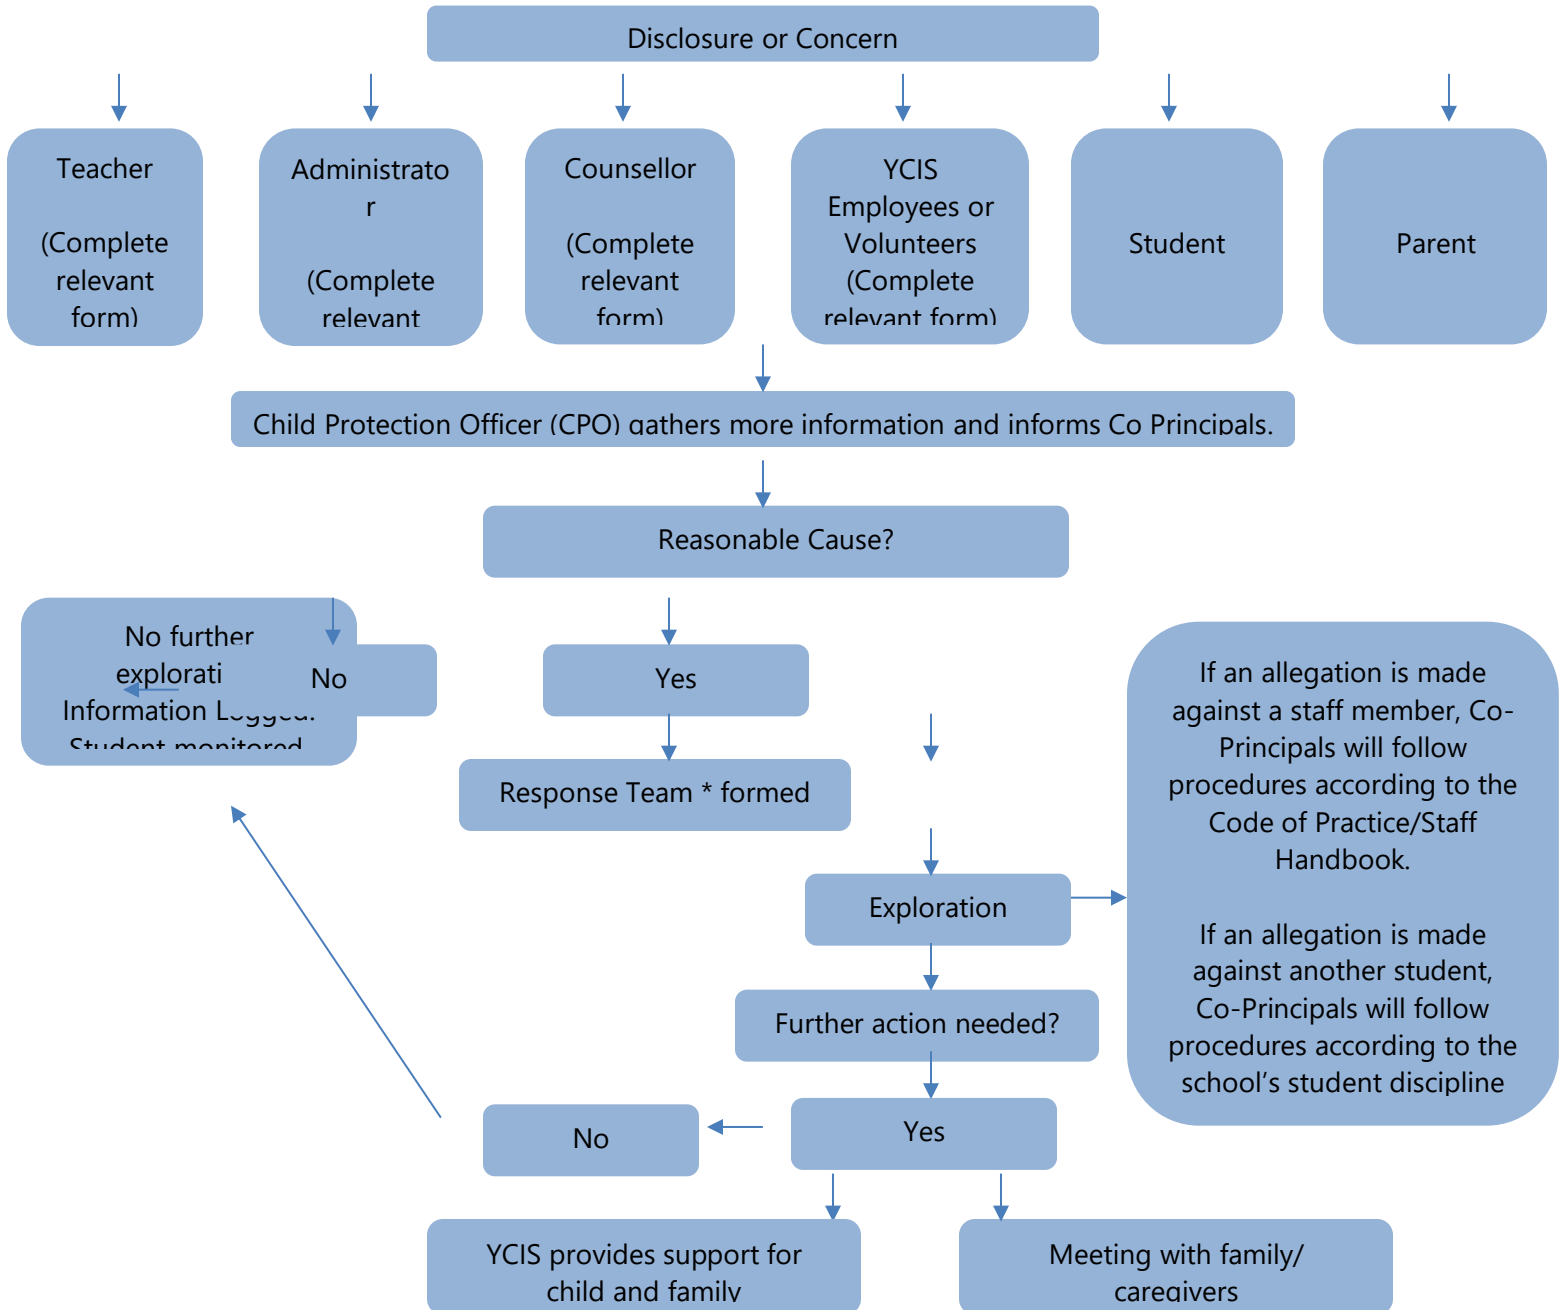 Disclosure or Concern
Teacher
(Complete
relevant
form)
Administrato
r
(Complete
relevant
Counsellor
(Complete
relevant
form)
YCIS
Employees or
Volunteers
(Complete
relevant form)
Student
Parent
Child Protection Officer (CPO) gathers more information and informs Co Principals.
Reasonable Cause?
No further
explorati
Information Logged.
Student monitored
No
Yes
Response Team * formed
Exploration
If an allegation is made
against a staff member, Co-
Principals will follow
procedures according to the
Code of Practice/Staff
Handbook.
If an allegation is made
against another student,
Co-Principals will follow
procedures according to the
school’s student discipline
Further action needed?
No
Yes
YCIS provides support for
child and family
Meeting with family/
caregivers